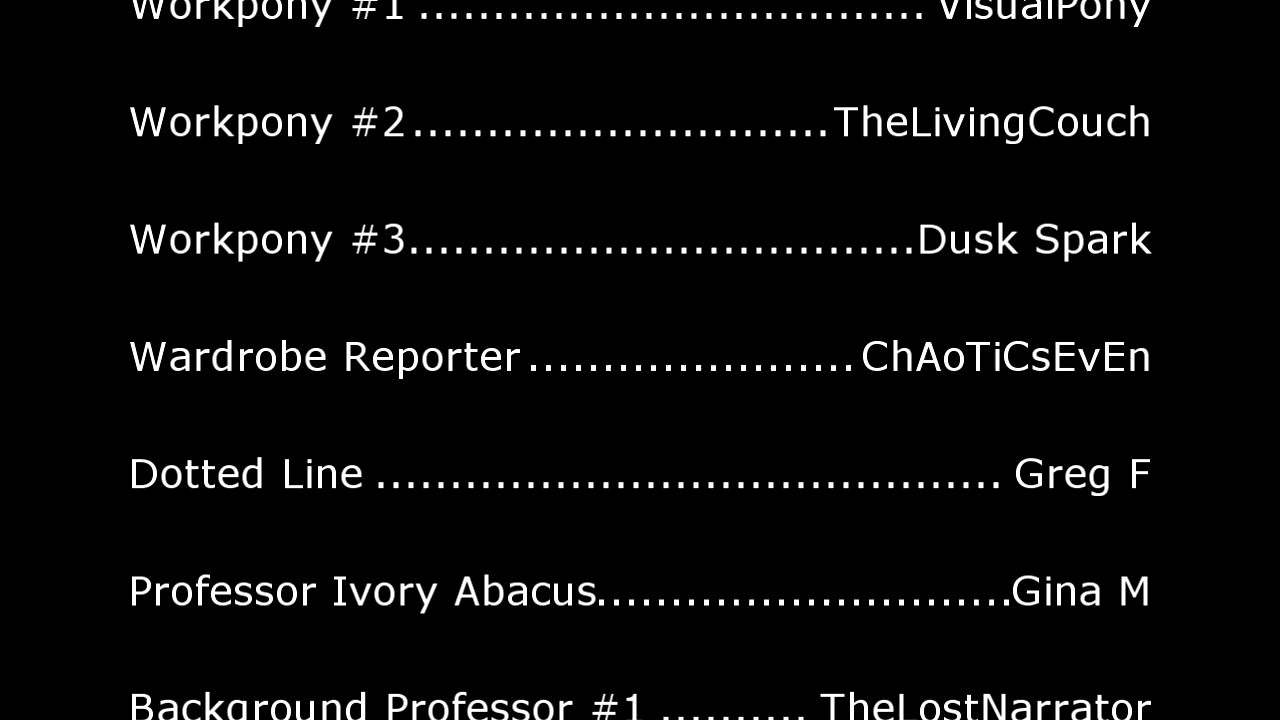 Workpony #1 .................................. VisualPony
Workpony #2............................TheLivingCouch
Workpony #3..................................Dusk Spark
Wardrobe Reporter...................... ChAoTiCsEvEn
Dotted Line .......................................... Greg F
Professor Ivory Abacus............................Gina M
Background Professor #1 .......... TheLostNarrator